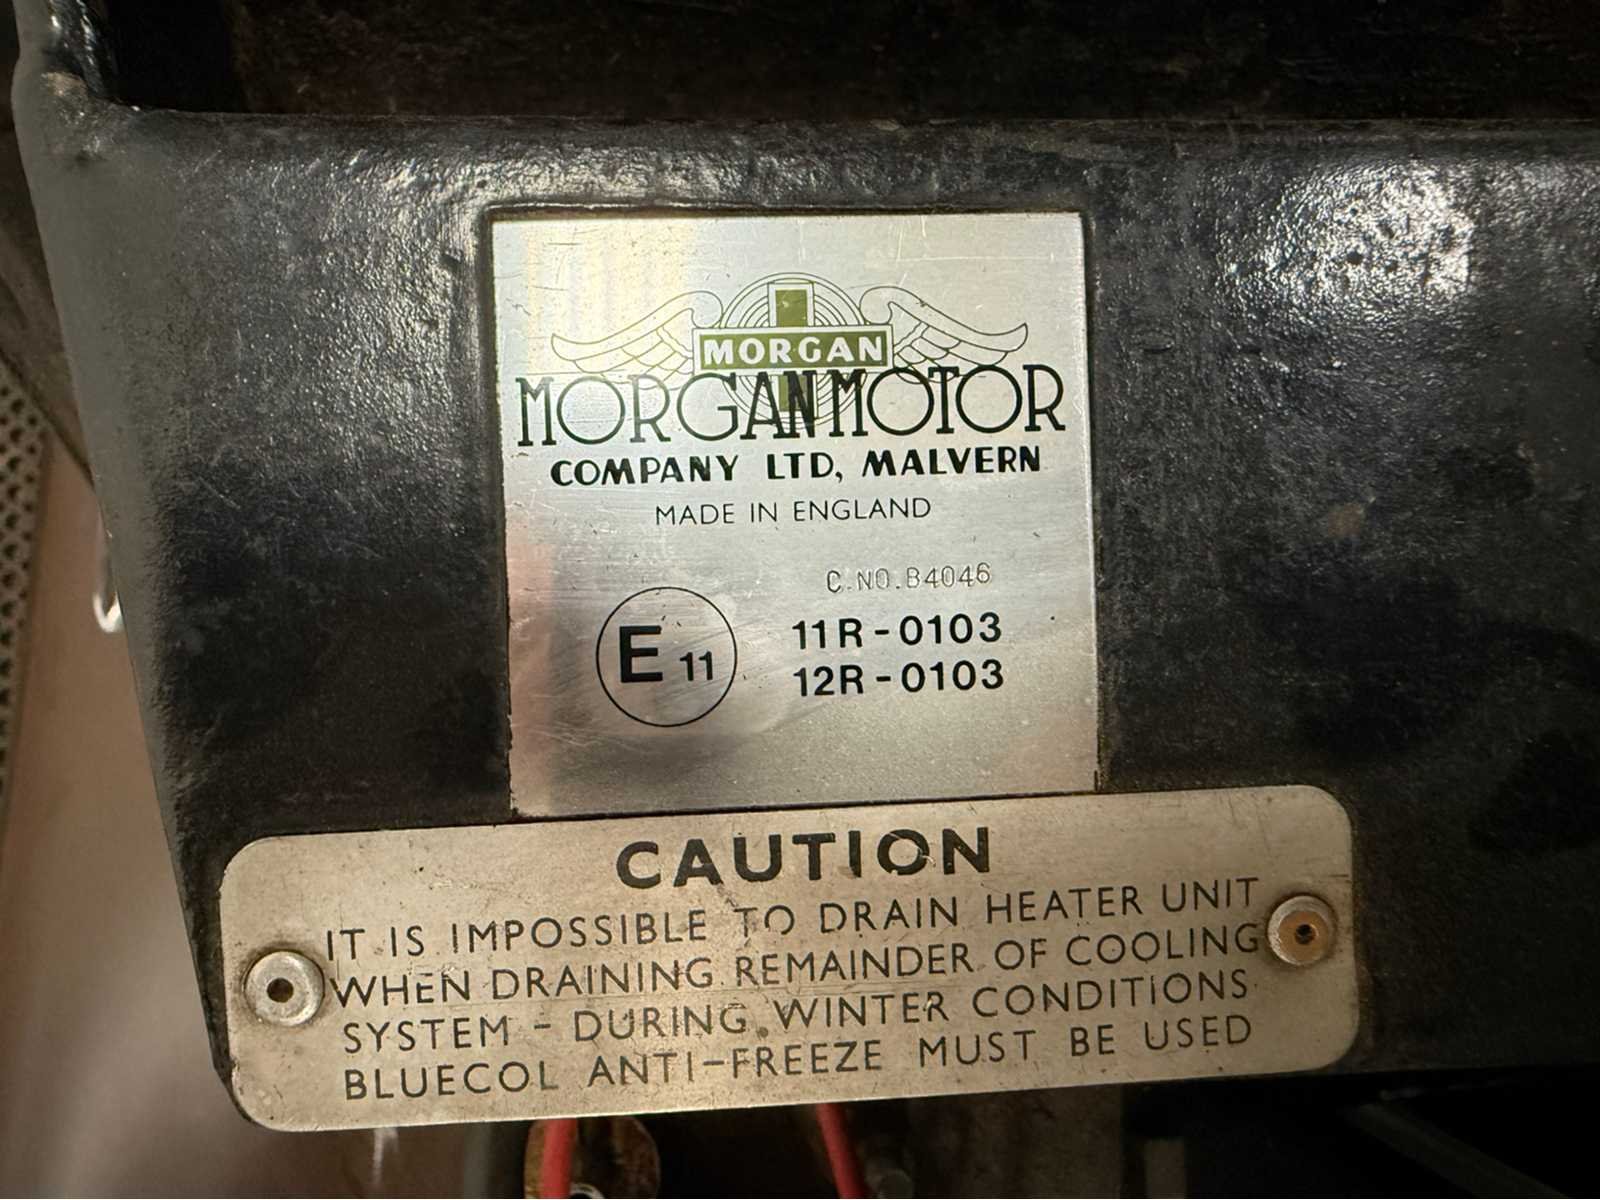 MORGAN
MORGAN MOTOR
COMPANY LTD, MALVERN
MADE IN ENGLAND
C.NO.B4046
E 11
11R-0103
12R-0103
CAUTION
IT IS IMPOSSIBLE TO DRAIN HEATER UNIT
WHEN DRAINING REMAINDER OF COOLING
SYSTEM - DURING WINTER CONDITIONS
BLUECOL ANTI-FREEZE MUST BE USED